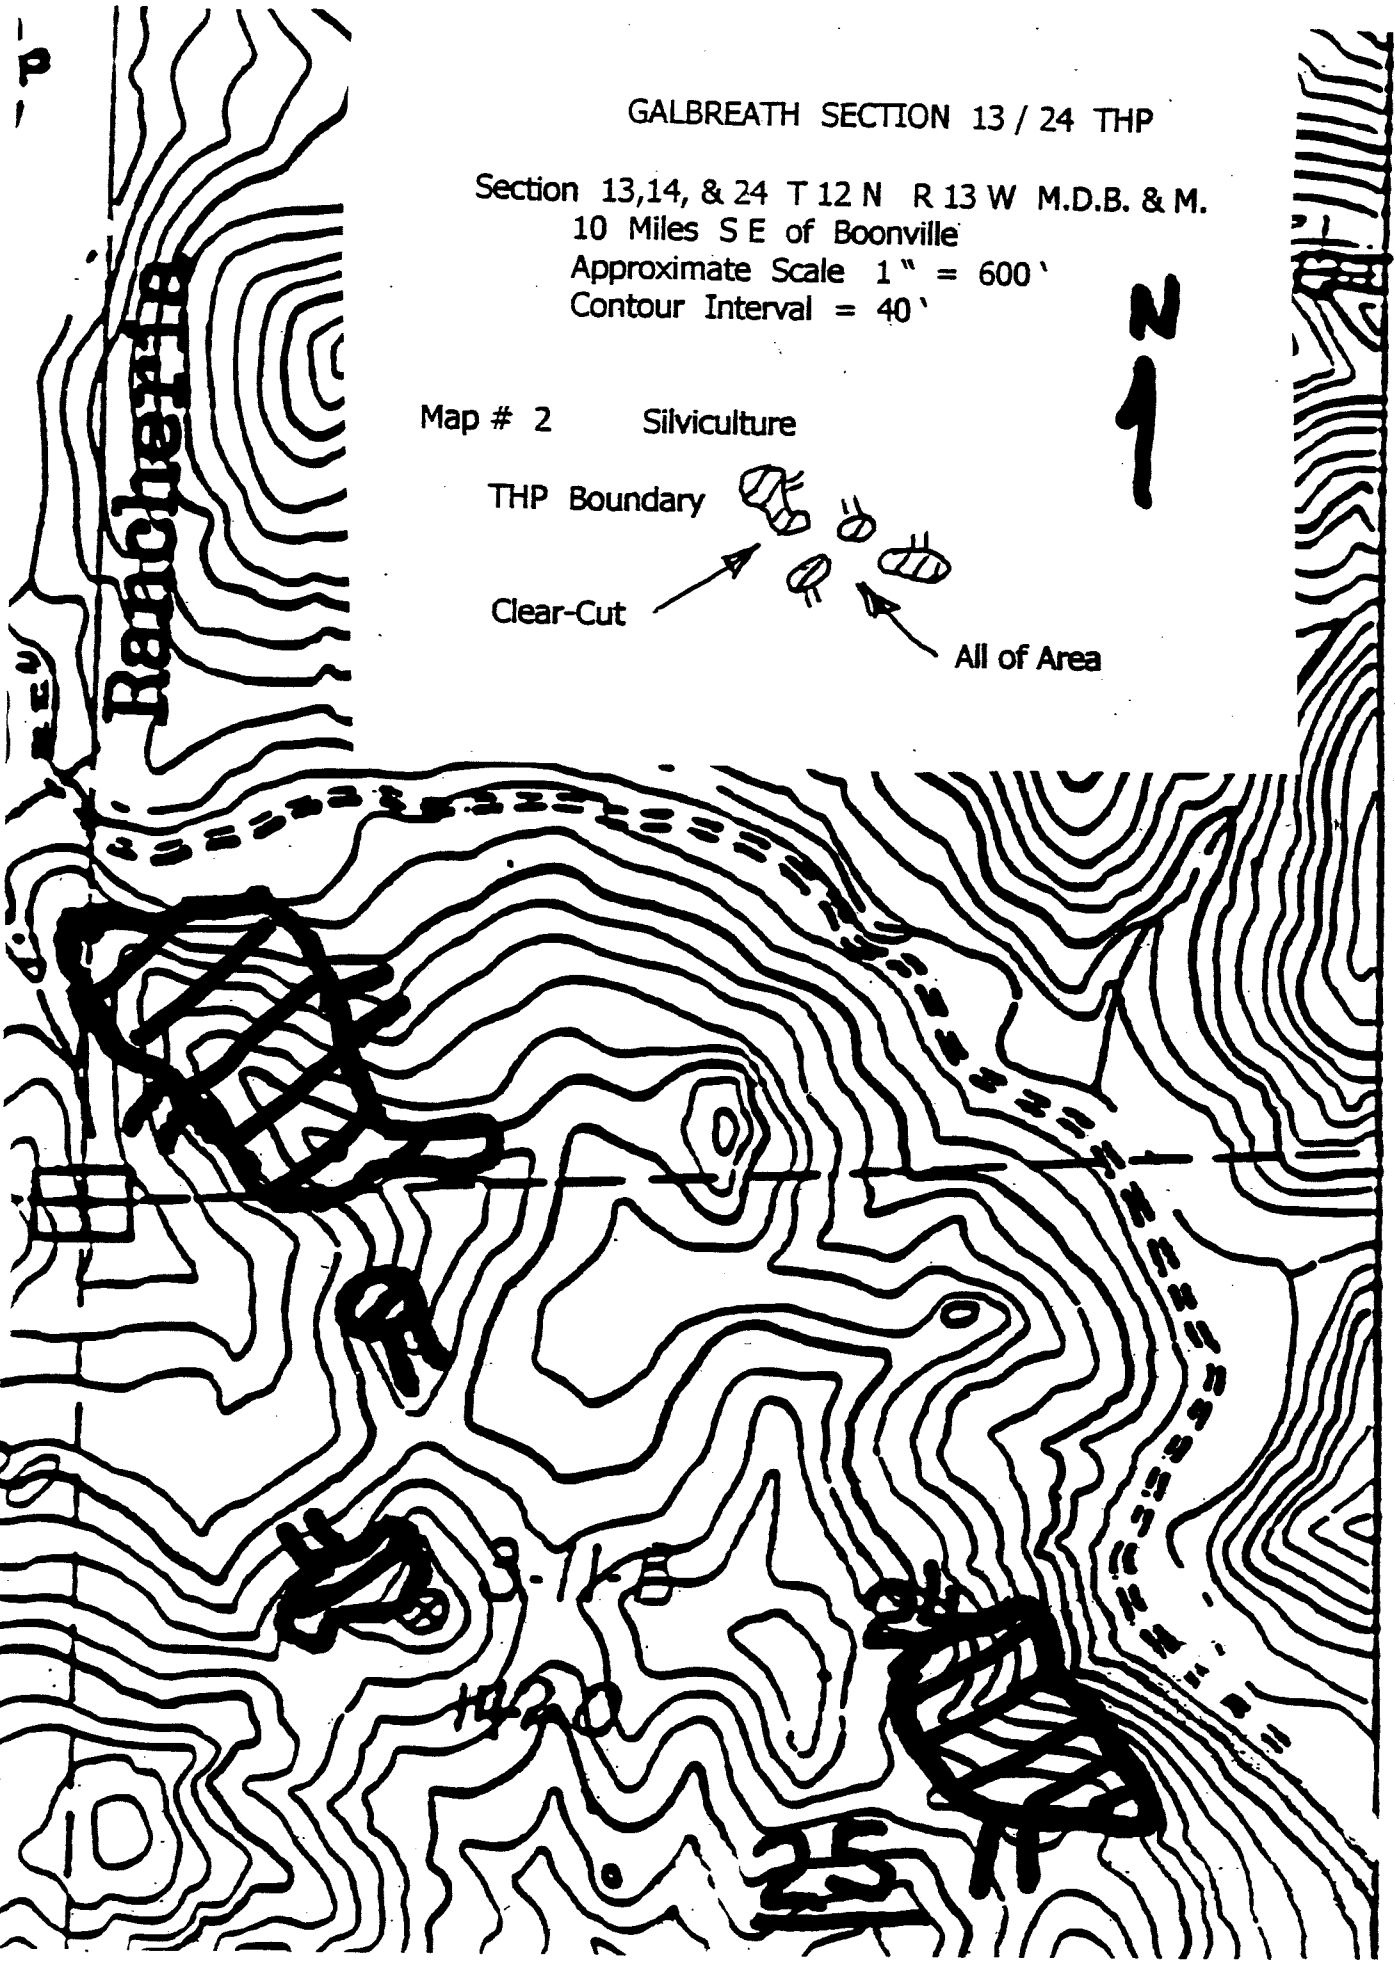 GALBREATH SECTION 13 / 24 THP
Section 13,14, & 24 T 12 N R 13 W M.D.B. & M.
10 Miles S E of Boonville
Approximate Scale 1" = 600'
Contour Interval = 40'
N
Map # 2 Silviculture
THP Boundary
Clear-Cut
All of Area
Rancheria
24
1420
25